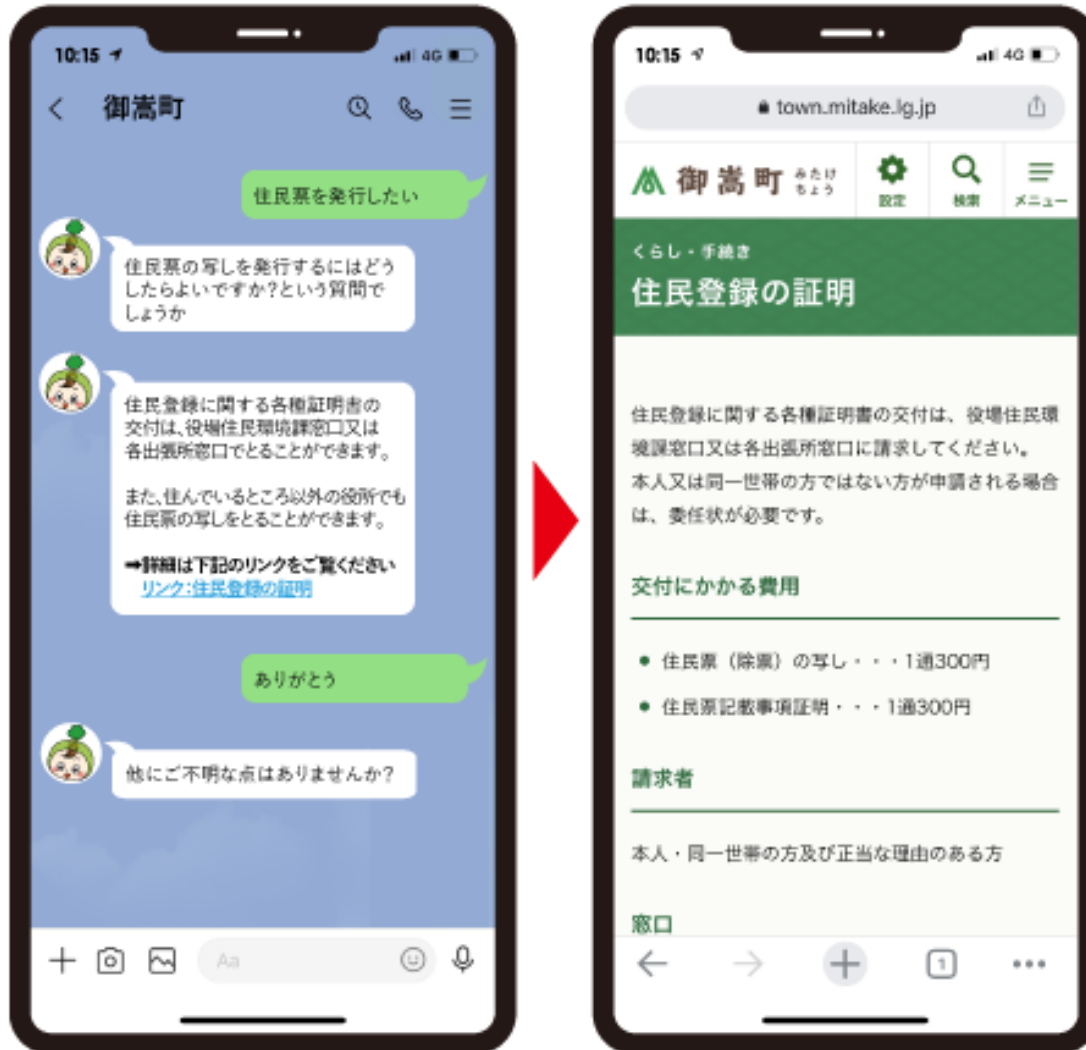 10:15
4G
御嵩町
住民票を発行したい
住民票の写しを発行するにはどう
したらよいですか?という質問で
しょうか
住民登録に関する各種証明書の
交付は、役場住民環境課窓口又は
各出張所窓口でとることができます。
また、住んでいるところ以外の役所でも
住民票の写しをとることができます。
➡詳細は下記のリンクをご覧ください
リンク:住民登録の証明
ありがとう
他にご不明な点はありませんか?
Aa
10:15
4G
town.mitake.lg.jp
御嵩町 みたけ
ちょう
設定
検索
メニュー
くらし・手続き
住民登録の証明
住民登録に関する各種証明書の交付は、役場住民環
境課窓口又は各出張所窓口に請求してください。
本人又は同一世帯の方ではない方が申請される場合
は、委任状が必要です。
交付にかかる費用
● 住民票（除票）の写し・・・1通300円
● 住民票記載事項証明・・・1通300円
請求者
本人・同一世帯の方及び正当な理由のある方
窓口
1